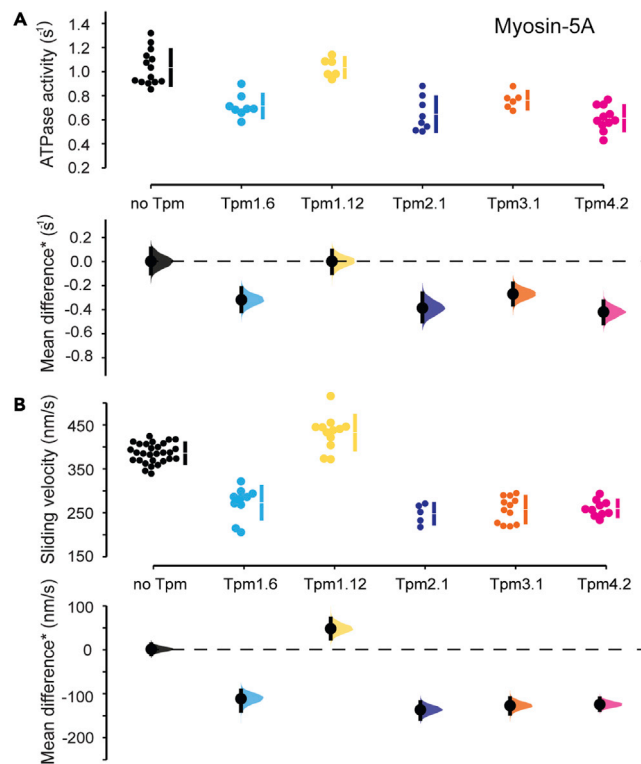 A
Myosin-5A
ATPase activity (s¹)
1.4
1.2
1.0
0.8
0.6
0.4
0.2
no Tpm Tpm1.6 Tpm1.12 Tpm2.1 Tpm3.1 Tpm4.2
Mean difference* (s¹)
0.2
0.0
-0.2
-0.4
-0.6
-0.8
B
Sliding velocity (nm/s)
450
350
250
150
no Tpm Tpm1.6 Tpm1.12 Tpm2.1 Tpm3.1 Tpm4.2
Mean difference* (nm/s)
100
0
-100
-200